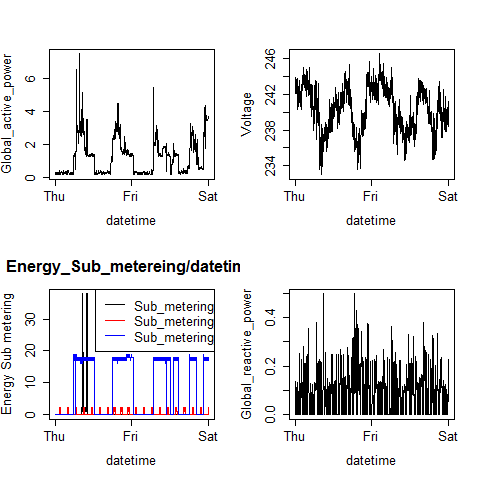 Global_active_power
0 2 4 6
Thu Fri Sat
datetime
Voltage
234 238 242 246
Thu Fri Sat
datetime
Energy_Sub_metereing/datetin
Energy Sub metering
0 10 20 30
Sub_metering
Sub_metering
Sub_metering
Thu Fri Sat
datetime
Global_reactive_power
0.0 0.2 0.4
Thu Fri Sat
datetime